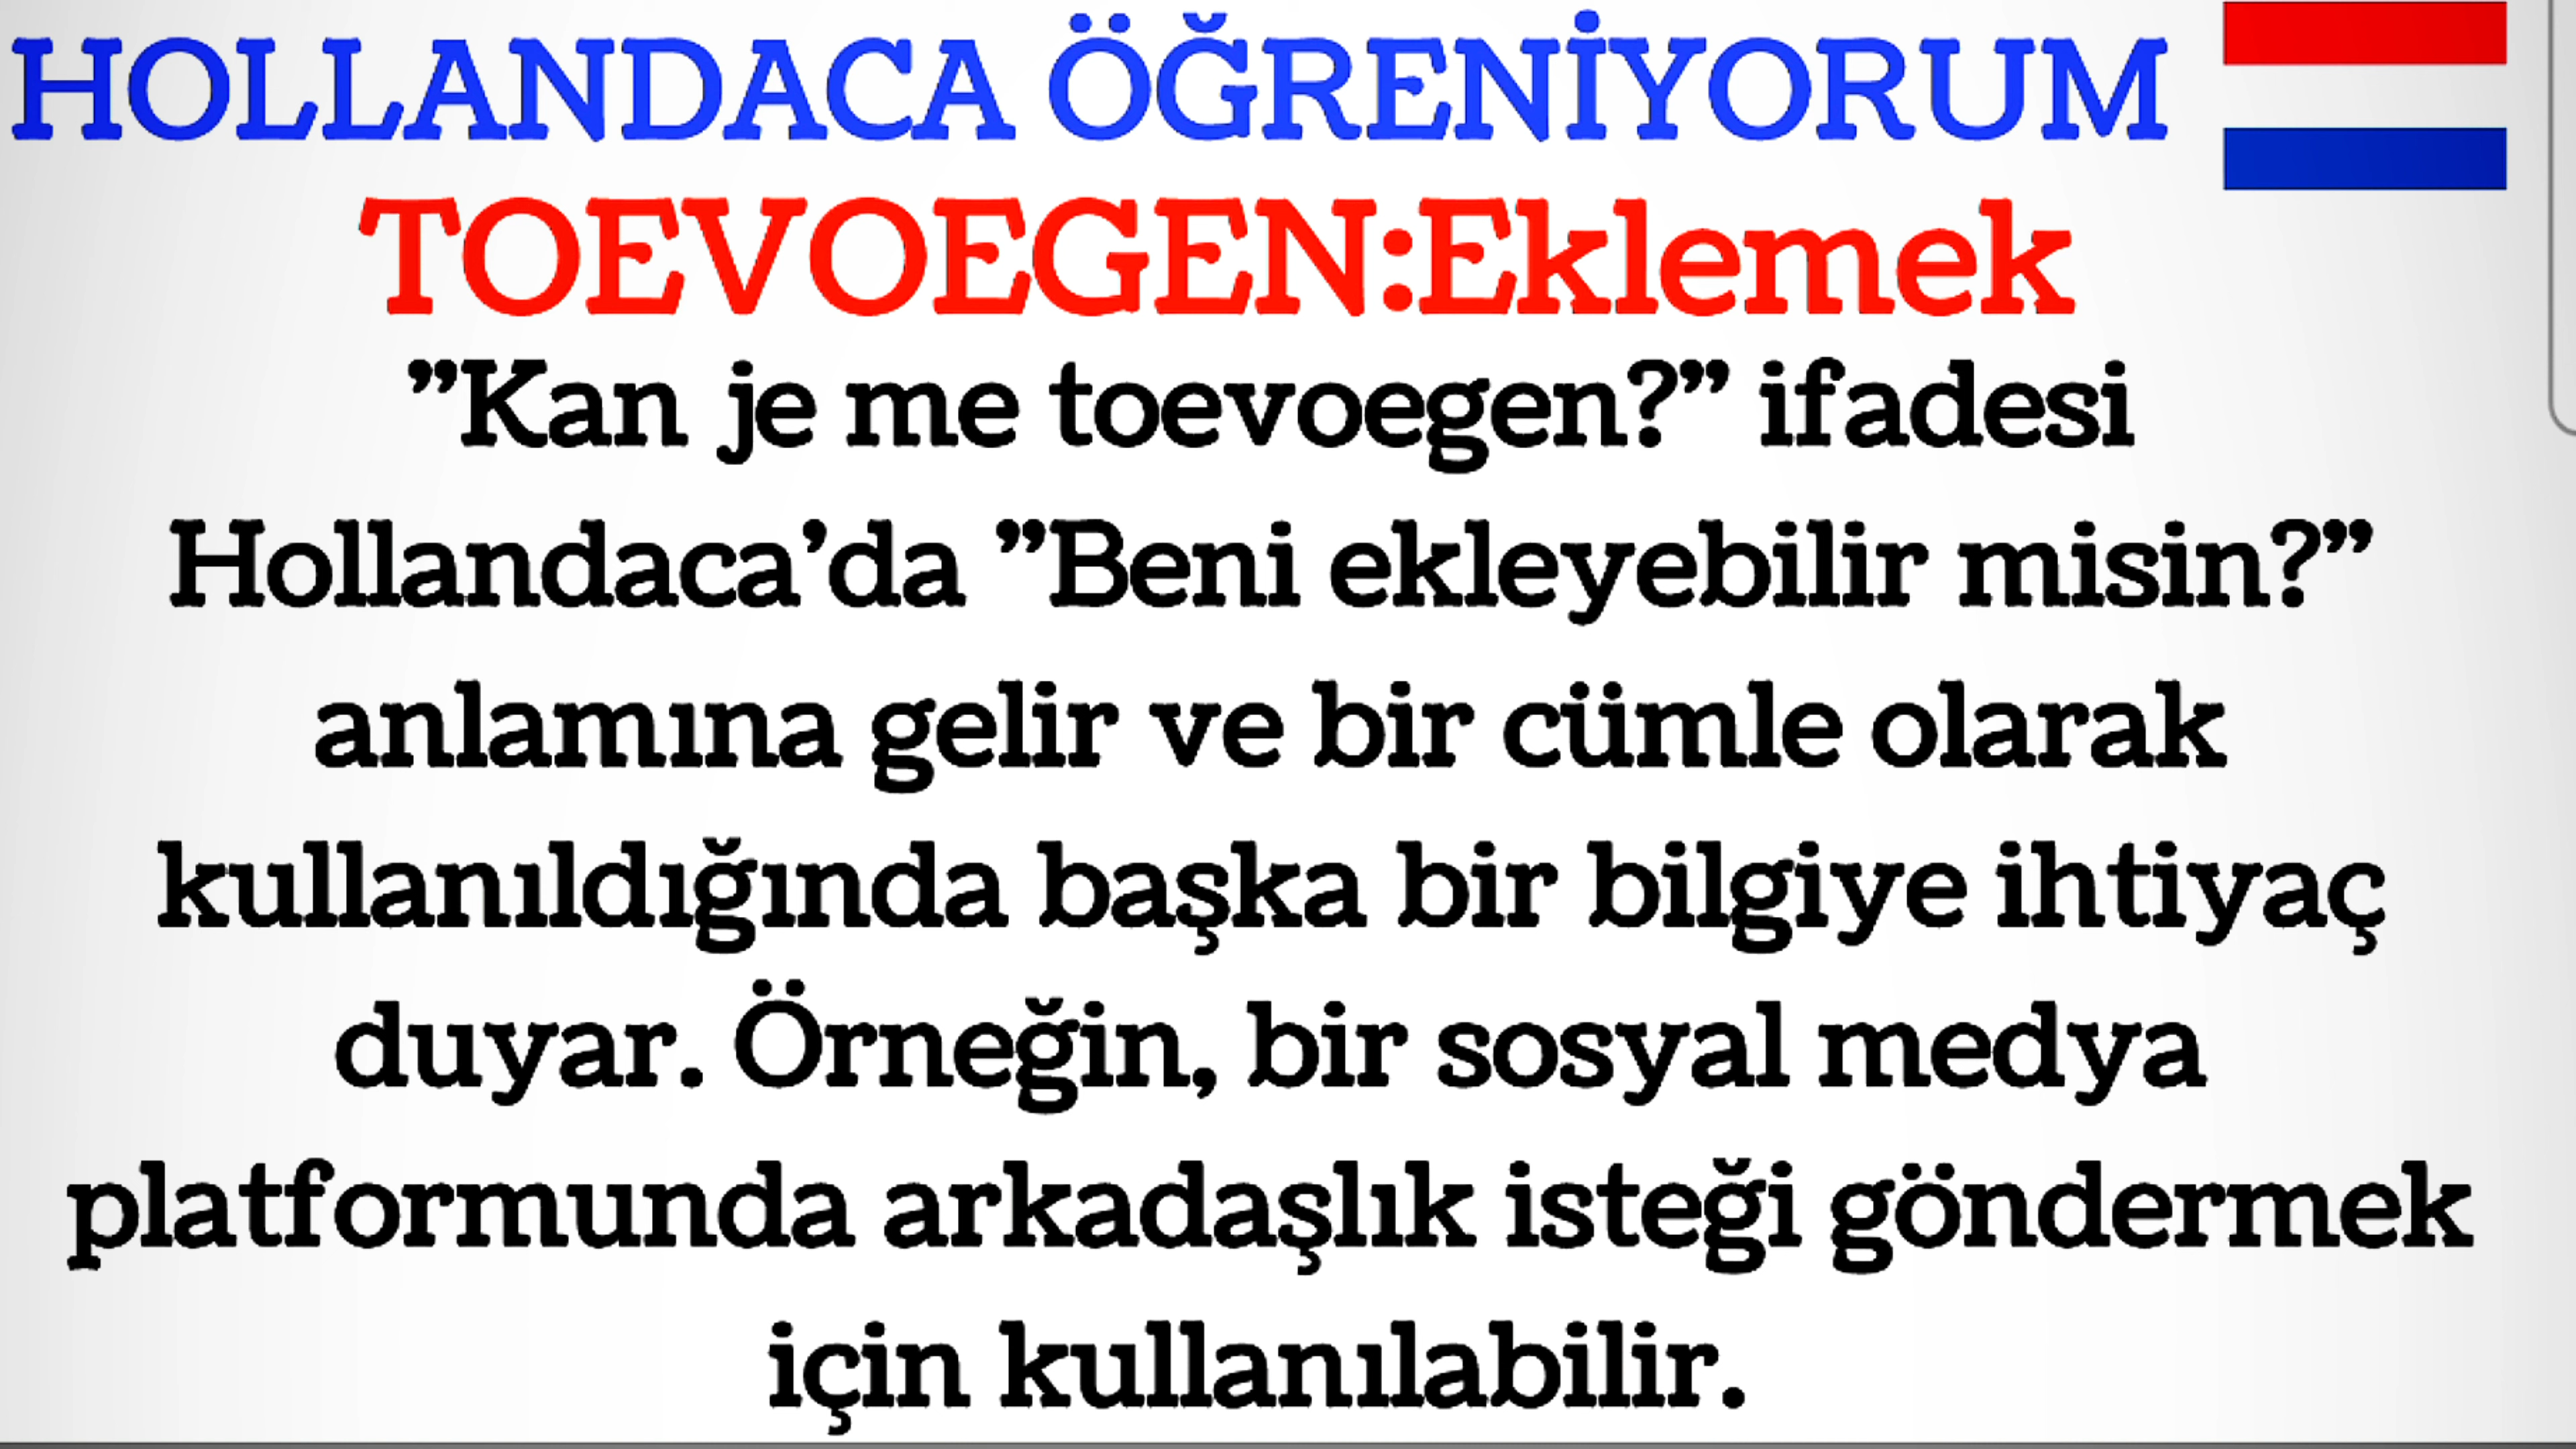 HOLLANDACA ÖĞRENİYORUM
TOEVOEGEN:Eklemek
”Kan je me toevoegen?” ifadesi
Hollandaca’da ”Beni ekleyebilir misin?”
anlamına gelir ve bir cümle olarak
kullanıldığında başka bir bilgiye ihtiyaç
duyar. Örneğin, bir sosyal medya
platformunda arkadaşlık isteği göndermek
için kullanılabilir.